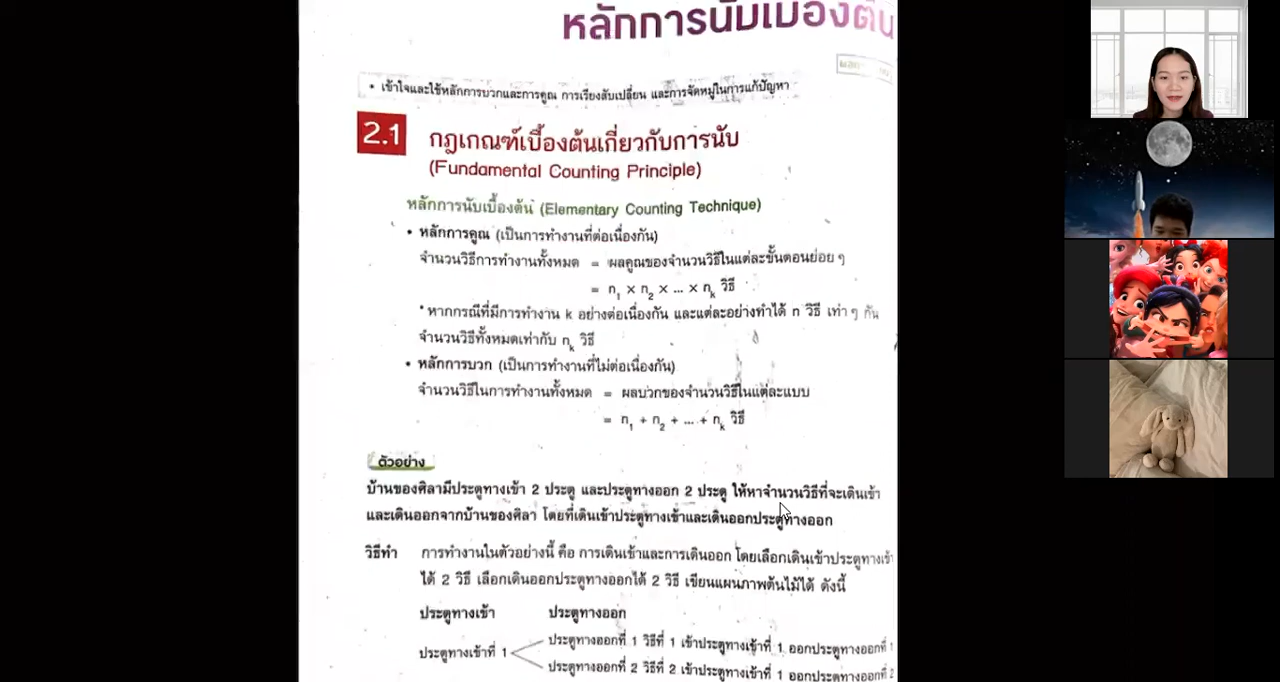 หลักการนับเบื้องต้น
• เข้าใจและใช้หลักการบวกและการคูณ การเรียงสับเปลี่ยน และการจัดหมู่ในการแก้ปัญหา
2.1 กฎเกณฑ์เบื้องต้นเกี่ยวกับการนับ
(Fundamental Counting Principle)
หลักการนับเบื้องต้น (Elementary Counting Technique)
• หลักการคูณ (เป็นการทำงานที่ต่อเนื่องกัน)
จำนวนวิธีการทำงานทั้งหมด = ผลคูณของจำนวนวิธีในแต่ละขั้นตอนย่อย ๆ
= n₁ × n₂ × ... × nₖ วิธี
*หากกรณีที่มีการทำงาน k อย่างต่อเนื่องกัน และแต่ละอย่างทำได้ n วิธี เท่า ๆ กัน
จำนวนวิธีทั้งหมดเท่ากับ nₖ วิธี
• หลักการบวก (เป็นการทำงานที่ไม่ต่อเนื่องกัน)
จำนวนวิธีในการทำงานทั้งหมด = ผลบวกของจำนวนวิธีในแต่ละแบบ
= n₁ + n₂ + ... + nₖ วิธี
ตัวอย่าง
บ้านของศิลามีประตูทางเข้า 2 ประตู และประตูทางออก 2 ประตู ให้หาจำนวนวิธีที่จะเดินเข้า
และเดินออกจากบ้านของศิลา โดยที่เดินเข้าประตูทางเข้าและเดินออกประตูทางออก
วิธีทำ การทำงานในตัวอย่างนี้ คือ การเดินเข้าและการเดินออก โดยเลือกเดินเข้าประตูทางเข้า
ได้ 2 วิธี เลือกเดินออกประตูทางออกได้ 2 วิธี เขียนแผนภาพต้นไม้ได้ ดังนี้
ประตูทางเข้า ประตูทางออก
ประตูทางออกที่ 1 วิธีที่ 1 เข้าประตูทางเข้าที่ 1 ออกประตูทางออกที่ 1
ประตูทางเข้าที่ 1
ประตูทางออกที่ 2 วิธีที่ 2 เข้าประตูทางเข้าที่ 1 ออกประตูทางออกที่ 2